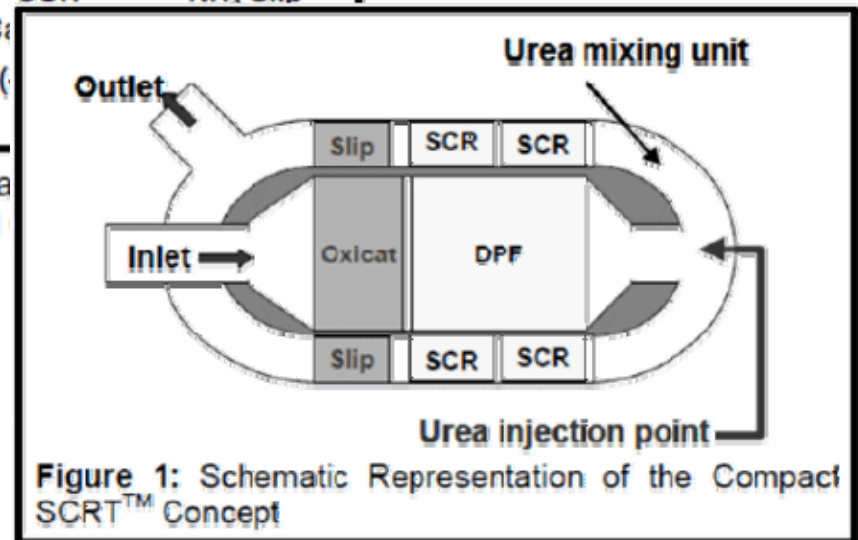 Urea mixing unit
Outlet
Slip SCR SCR
Inlet Oxicat DPF
Slip SCR SCR
Urea injection point
Figure 1: Schematic Representation of the Compact
SCRT™ Concept